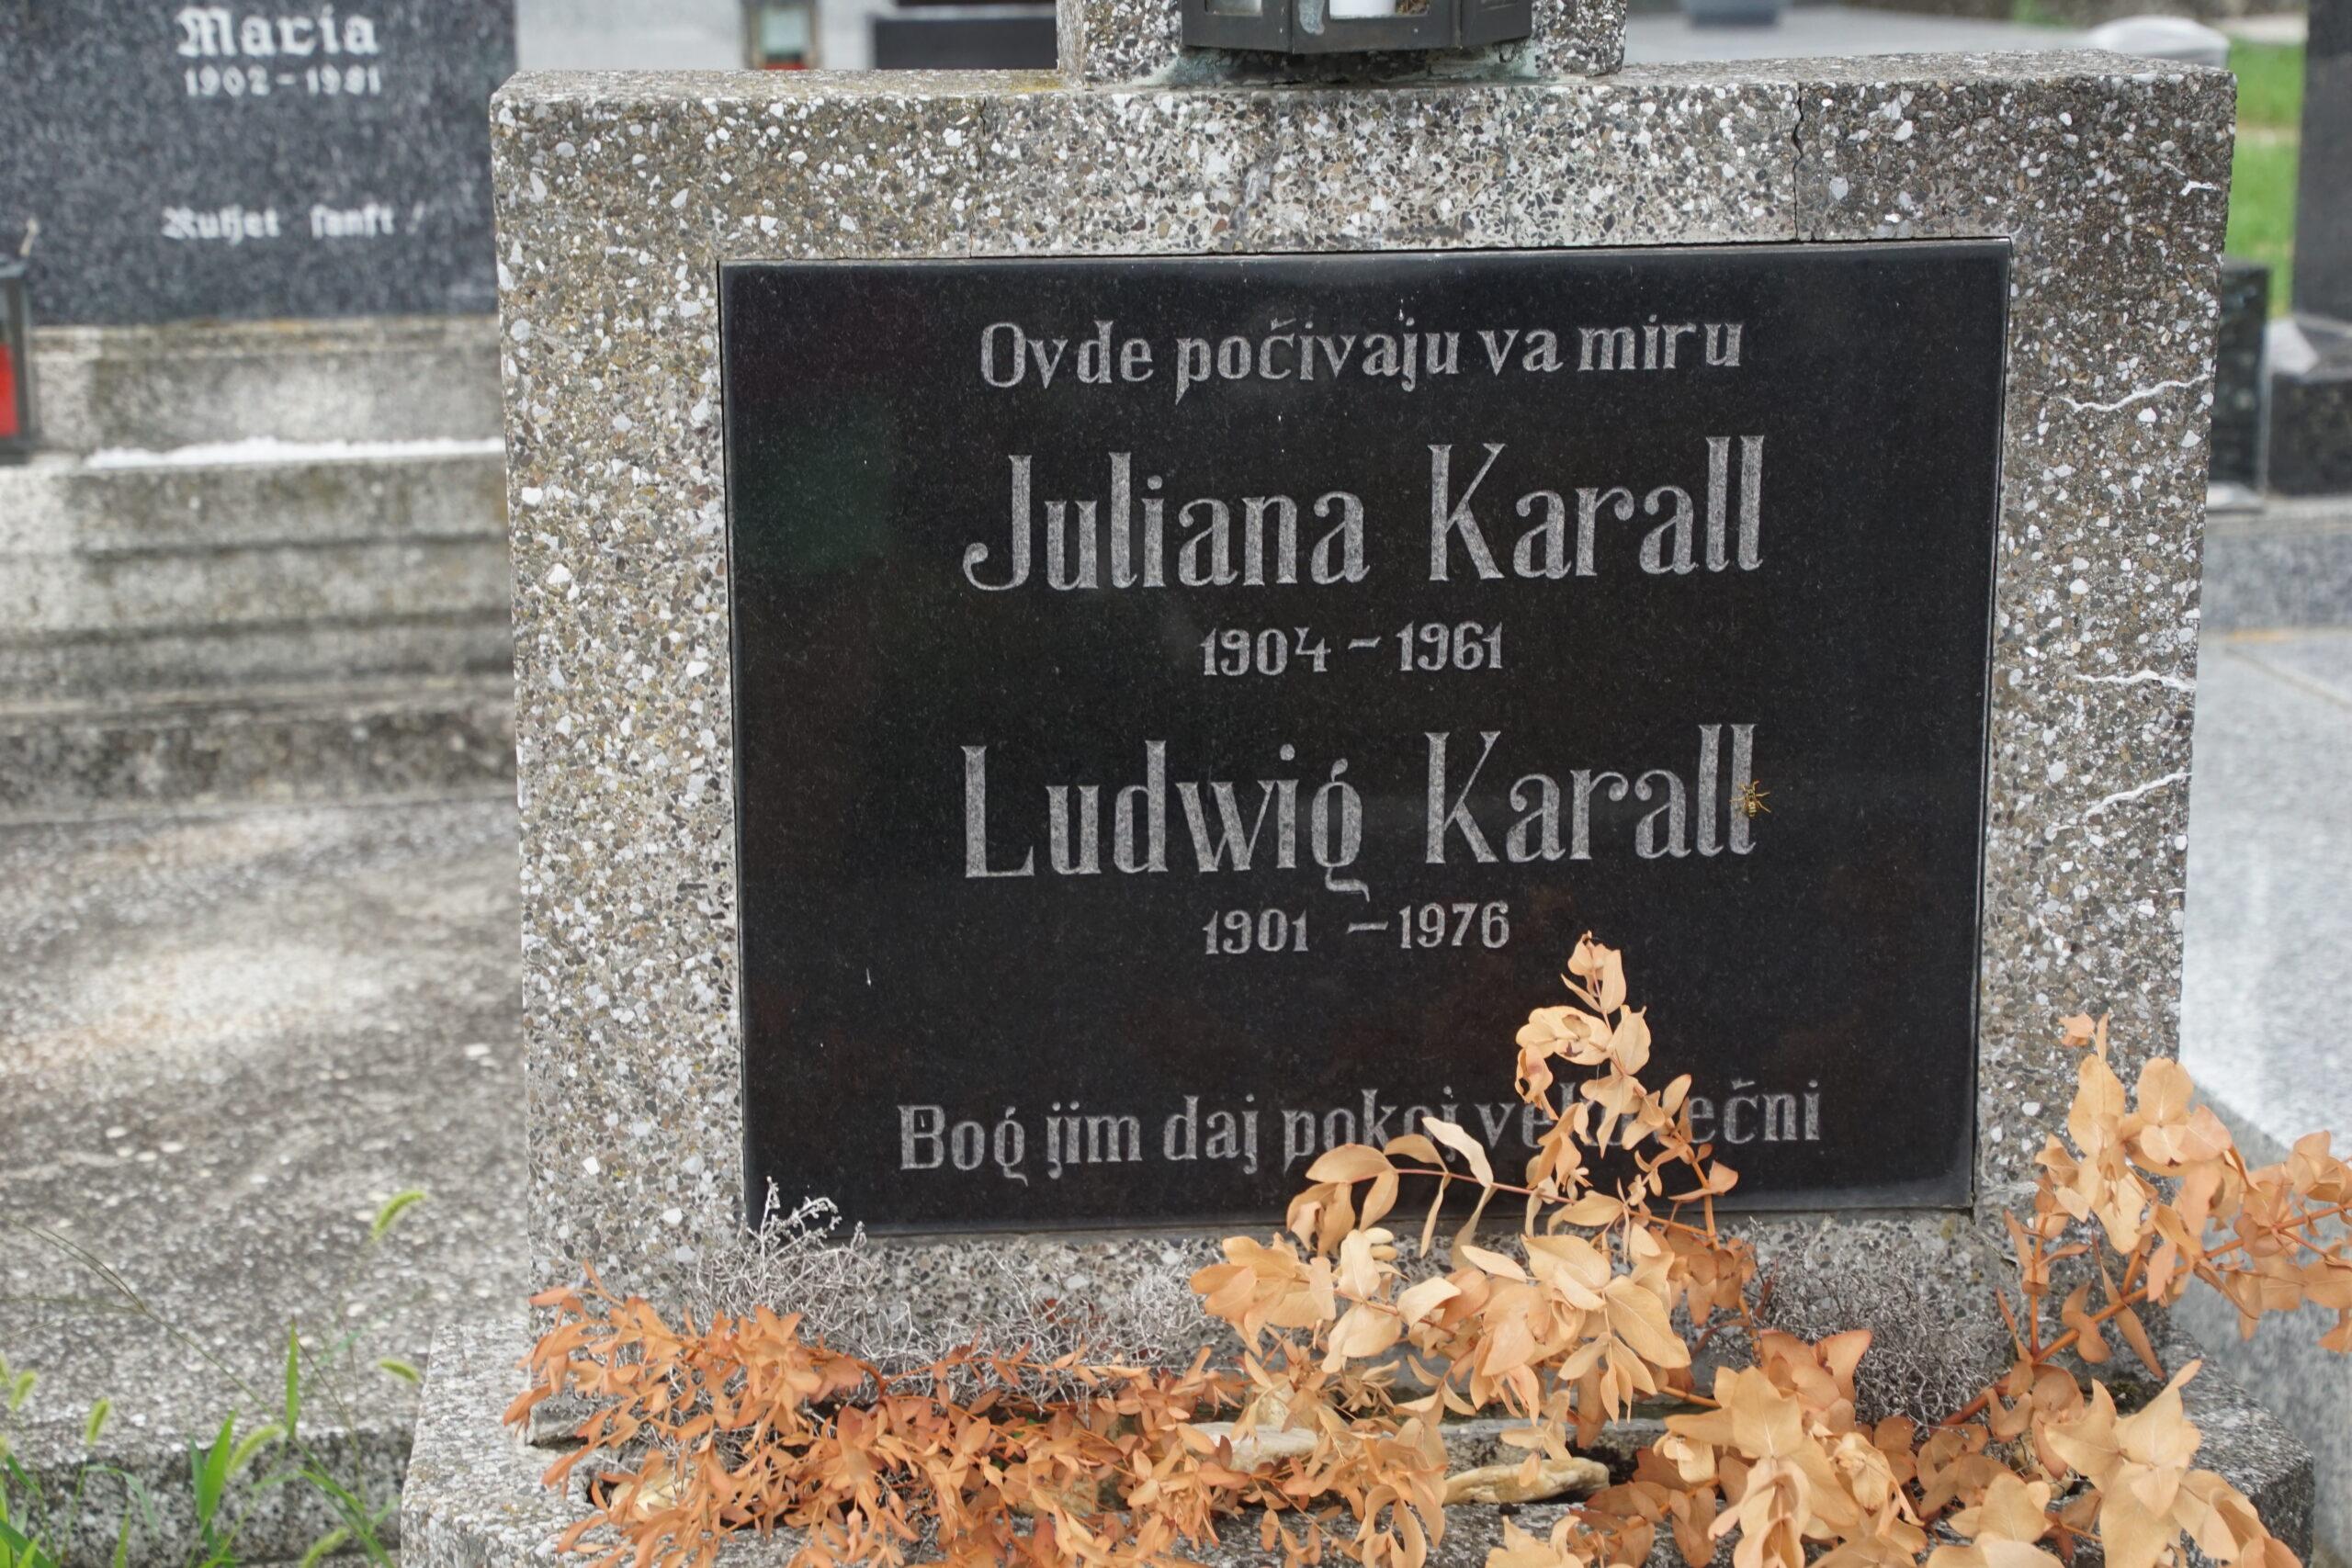 Maria
1902 - 1981
Ruhet sanft!
Ovde počivaju va miru
Juliana Karall
1904 - 1961
Ludwig Karall
1901 - 1976
Bog jim daj pokoj